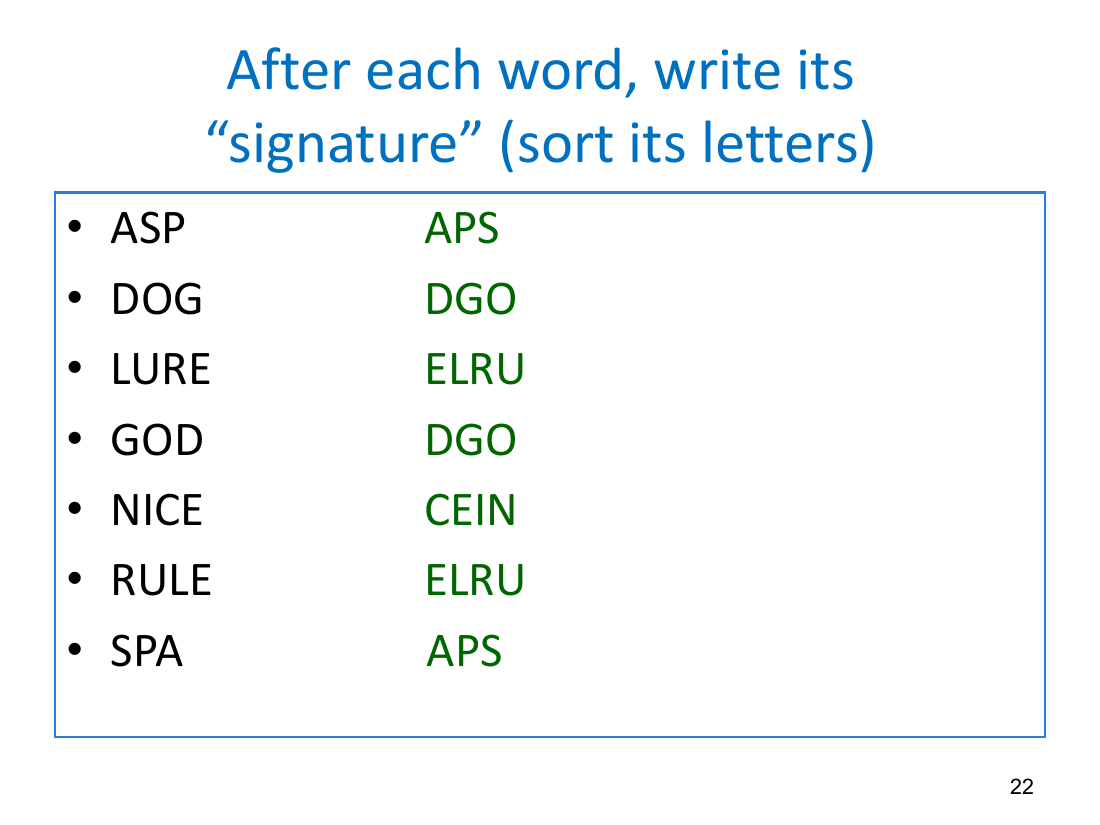 After each word, write its
“signature” (sort its letters)
• ASP APS
• DOG DGO
• LURE ELRU
• GOD DGO
• NICE CEIN
• RULE ELRU
• SPA APS
22